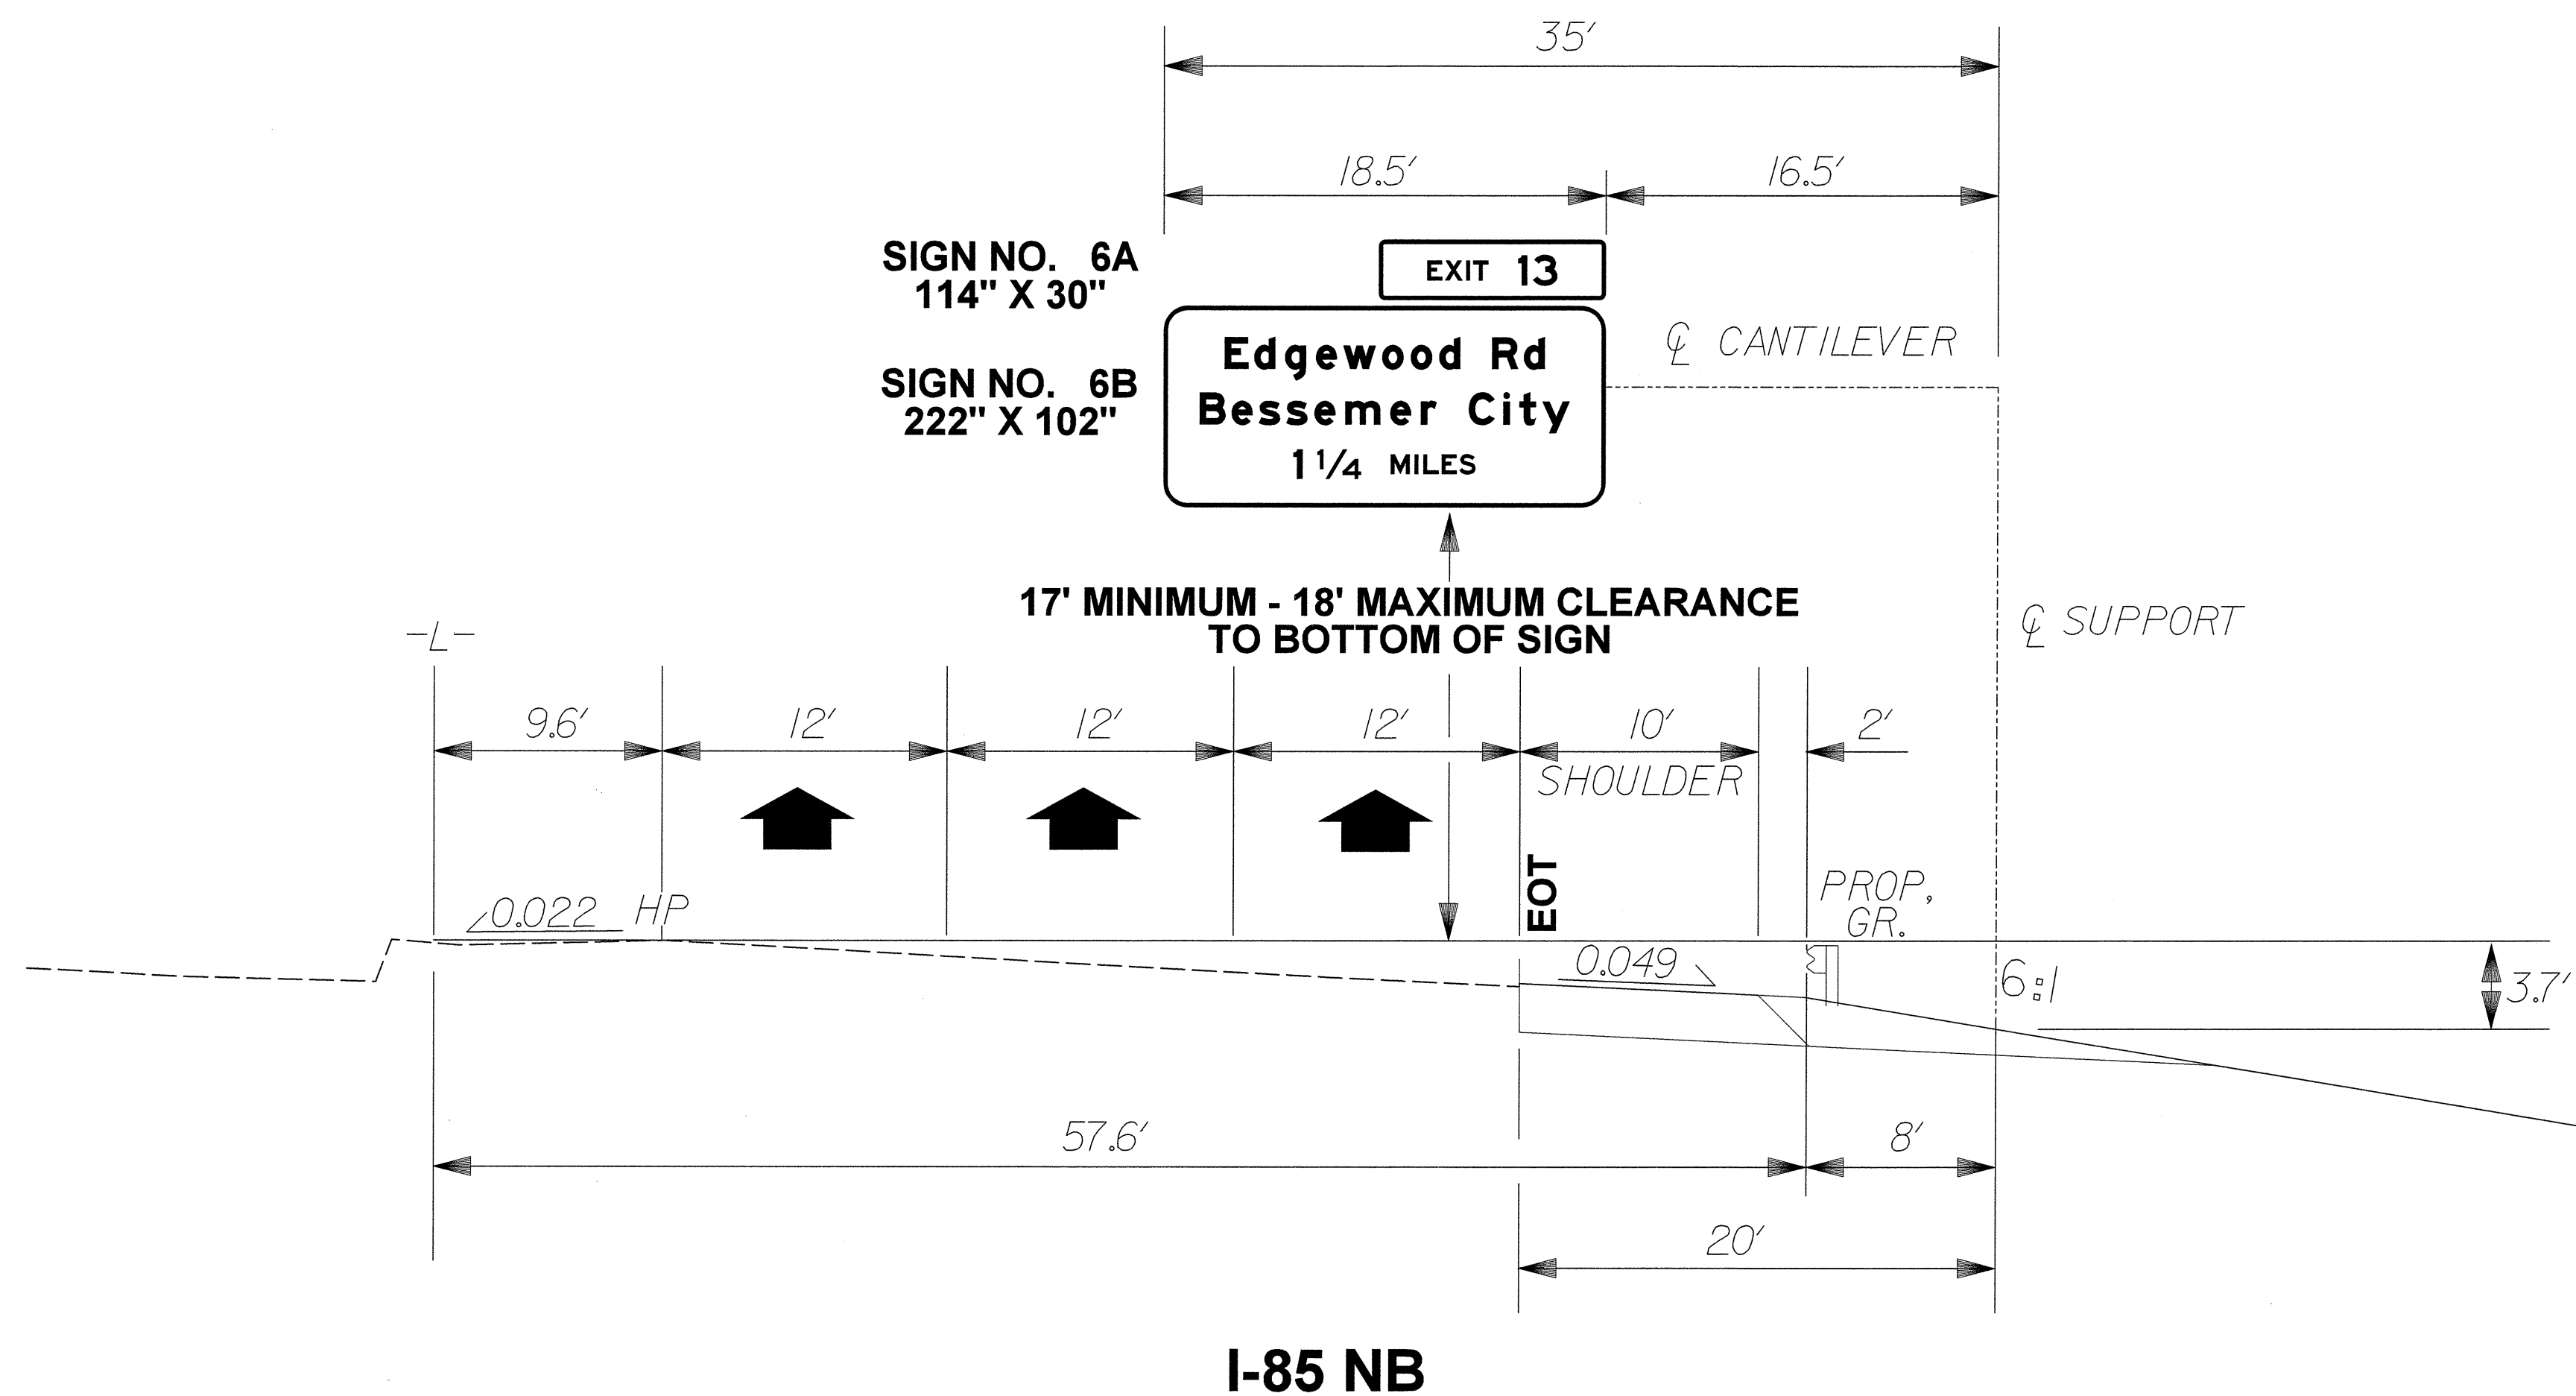 35'
18.5'
16.5'
SIGN NO. 6A
114" X 30"
EXIT 13
SIGN NO. 6B
222" X 102"
Edgewood Rd
Bessemer City
1 1/4 MILES
℄ CANTILEVER
17' MINIMUM - 18' MAXIMUM CLEARANCE
TO BOTTOM OF SIGN
℄ SUPPORT
-L-
9.6'
12'
12'
12'
10'
2'
SHOULDER
EOT
PROP,
GR.
0.022
HP
0.049
6:1
3.7'
57.6'
8'
20'
I-85 NB